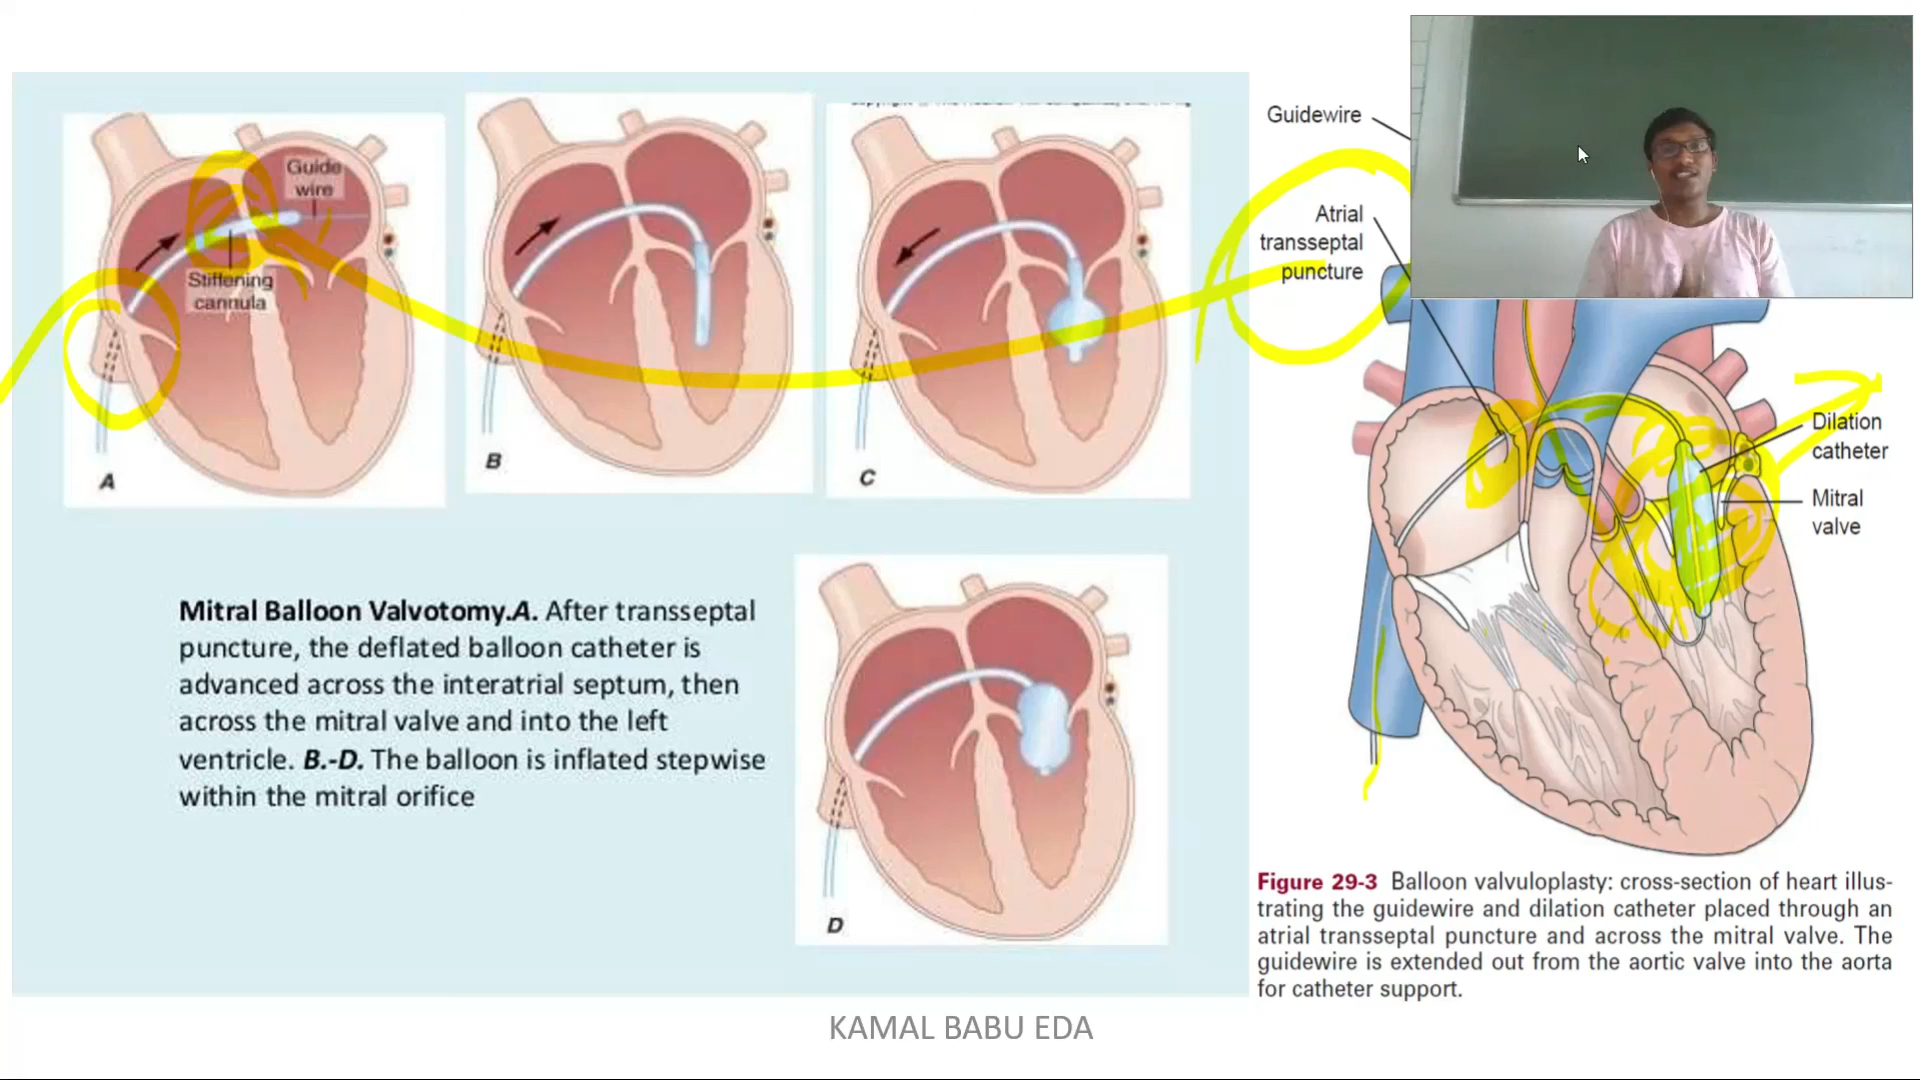 Guide
wire
Stiffening
cannula
A
B
C
D
Mitral Balloon Valvotomy.A. After transseptal
puncture, the deflated balloon catheter is
advanced across the interatrial septum, then
across the mitral valve and into the left
ventricle. B.-D. The balloon is inflated stepwise
within the mitral orifice
Guidewire
Atrial
transseptal
puncture
Dilation
catheter
Mitral
valve
Figure 29-3 Balloon valvuloplasty: cross-section of heart illus-
trating the guidewire and dilation catheter placed through an
atrial transseptal puncture and across the mitral valve. The
guidewire is extended out from the aortic valve into the aorta
for catheter support.
KAMAL BABU EDA